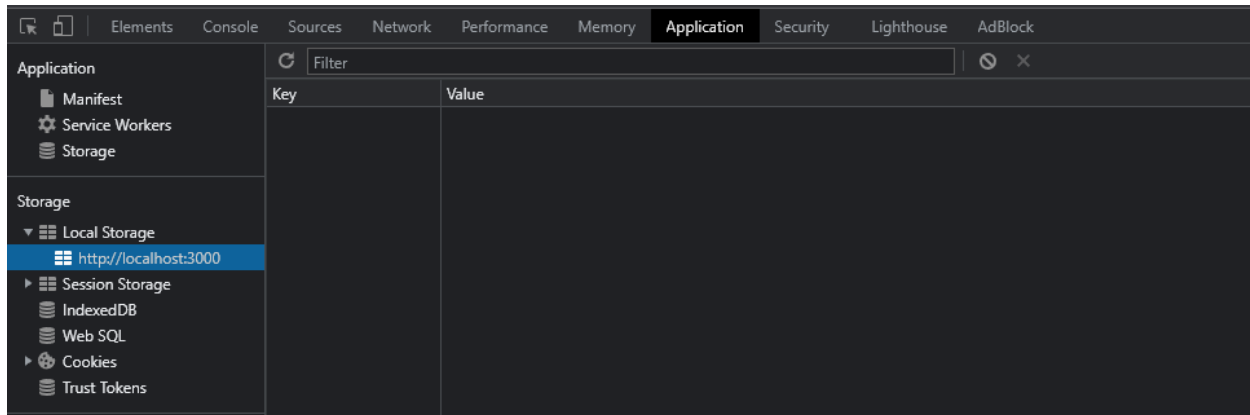 Elements Console Sources Network Performance Memory Application Security Lighthouse AdBlock
Application
Manifest
Service Workers
Storage
Storage
Local Storage
http://localhost:3000
Session Storage
IndexedDB
Web SQL
Cookies
Trust Tokens
Filter
Key Value